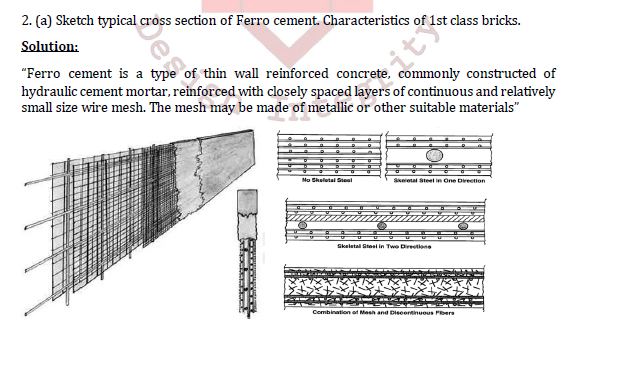 2. (a) Sketch typical cross section of Ferro cement. Characteristics of 1st class bricks.
Solution:
“Ferro cement is a type of thin wall reinforced concrete, commonly constructed of
hydraulic cement mortar, reinforced with closely spaced layers of continuous and relatively
small size wire mesh. The mesh may be made of metallic or other suitable materials”
Design Integrity
No Skeletal Steel
Skeletal Steel in One Direction
Skeletal Steel in Two Directions
Combination of Mesh and Discontinuous Fibers